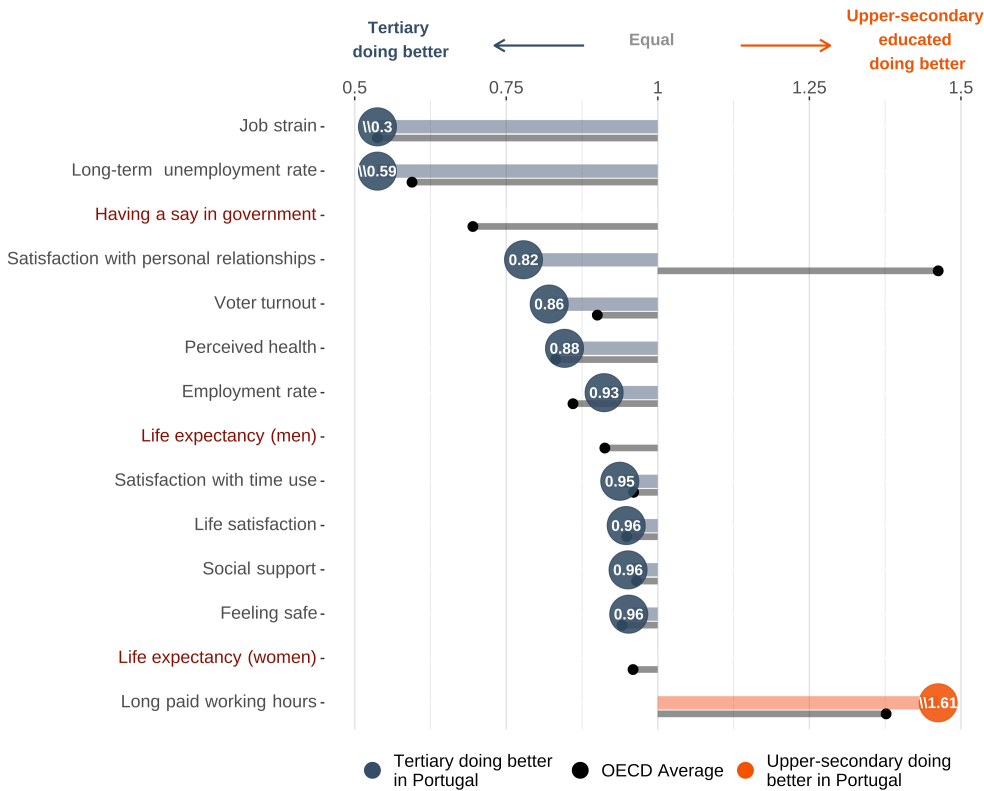 Tertiary
doing better
Equal
Upper-secondary
educated
doing better
0.5 0.75 1 1.25 1.5
Job strain
\\0.3
Long-term unemployment rate
\\0.59
Having a say in government
Satisfaction with personal relationships
0.82
Voter turnout
0.86
Perceived health
0.88
Employment rate
0.93
Life expectancy (men)
Satisfaction with time use
0.95
Life satisfaction
0.96
Social support
0.96
Feeling safe
0.96
Life expectancy (women)
Long paid working hours
\\1.61
Tertiary doing better
in Portugal
OECD Average
Upper-secondary doing
better in Portugal